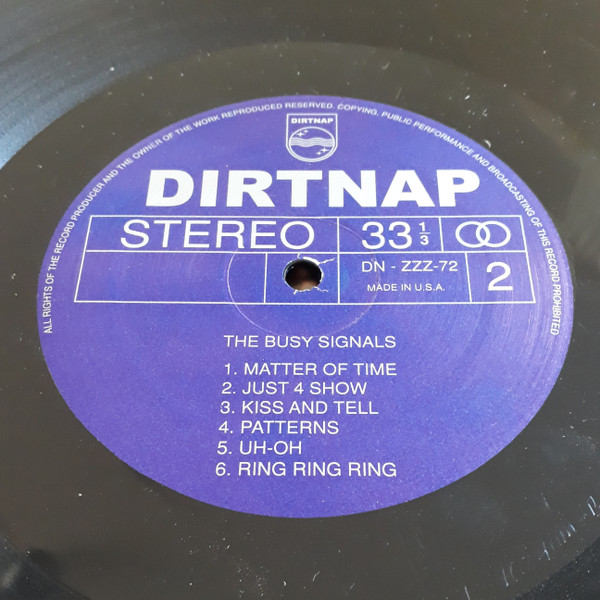 ALL RIGHTS OF THE RECORD PRODUCER AND THE OWNER OF THE WORK REPRODUCED RESERVED. COPYING, PUBLIC PERFORMANCE AND BROADCASTING OF THIS RECORD PROHIBITED
DIRTNAP
DIRTNAP
STEREO 33 1/3
DN - ZZZ-72
MADE IN U.S.A.
2
THE BUSY SIGNALS
1. MATTER OF TIME
2. JUST 4 SHOW
3. KISS AND TELL
4. PATTERNS
5. UH-OH
6. RING RING RING